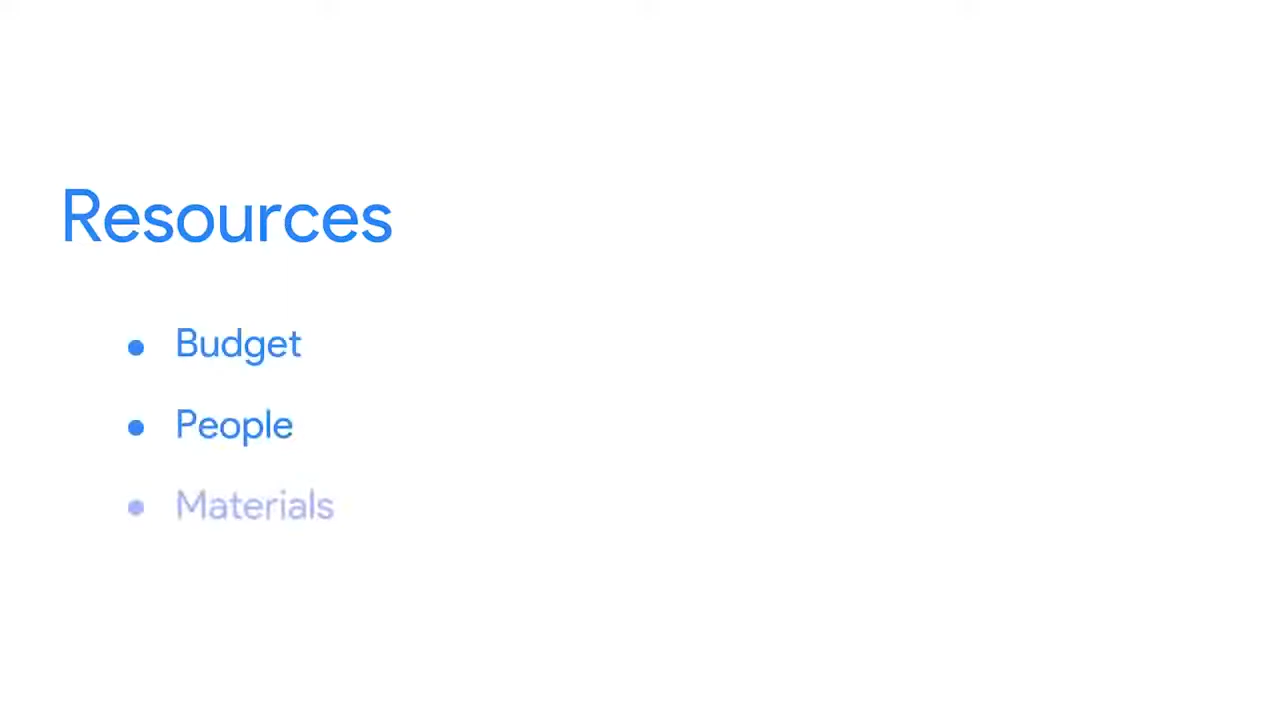 Resources
• Budget
• People
• Materials